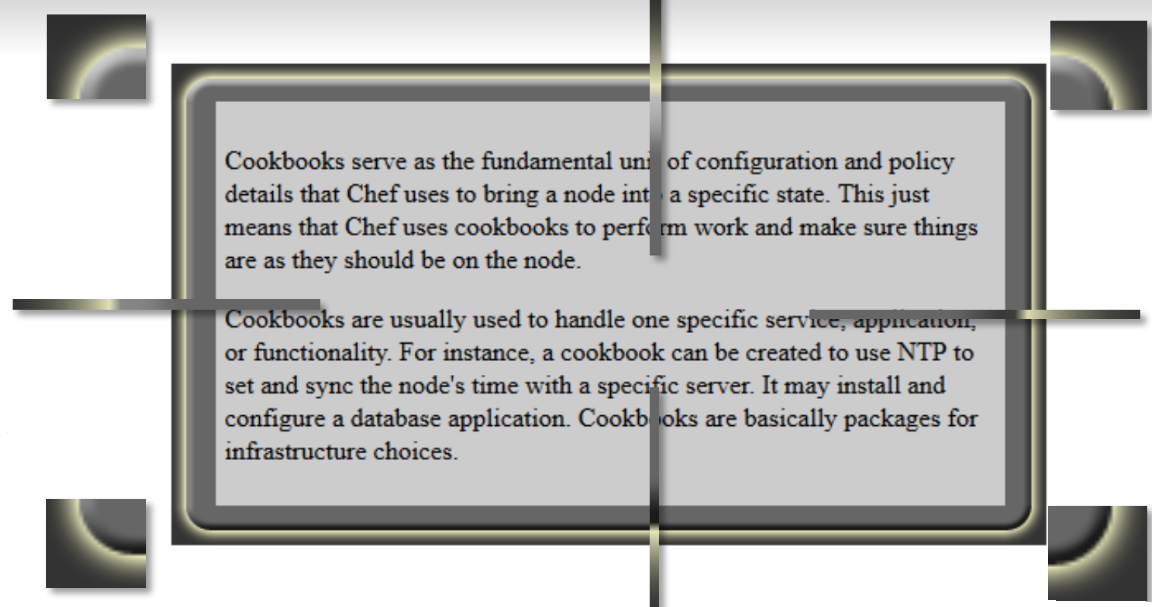 Cookbooks serve as the fundamental unit of configuration and policy
details that Chef uses to bring a node into a specific state. This just
means that Chef uses cookbooks to perform work and make sure things
are as they should be on the node.
Cookbooks are usually used to handle one specific service, application,
or functionality. For instance, a cookbook can be created to use NTP to
set and sync the node's time with a specific server. It may install and
configure a database application. Cookbooks are basically packages for
infrastructure choices.